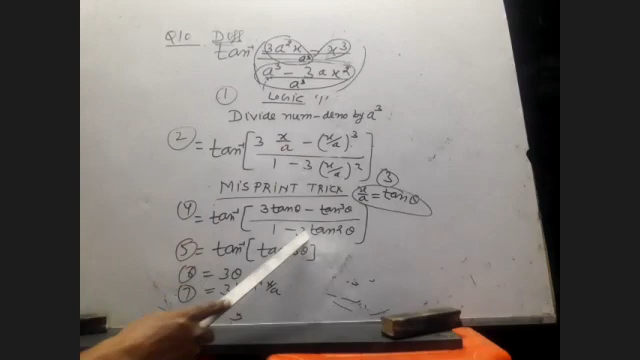 Q10 Diff
tan⁻¹ (3a²x - x³)/a³ / (a³ - 3ax²)/a³
① LOGIC '1'
Divide num-deno by a³
② = tan⁻¹ [3 x/a - (x/a)³ / 1 - 3 (x/a)²]
MISPRINT TRICK ③ x/a = tanθ
④ = tan⁻¹ [3tanθ - tan³θ / 1 - 3tan²θ]
⑤ = tan⁻¹ [tan3θ]
⑥ = 3θ
⑦ = x/a